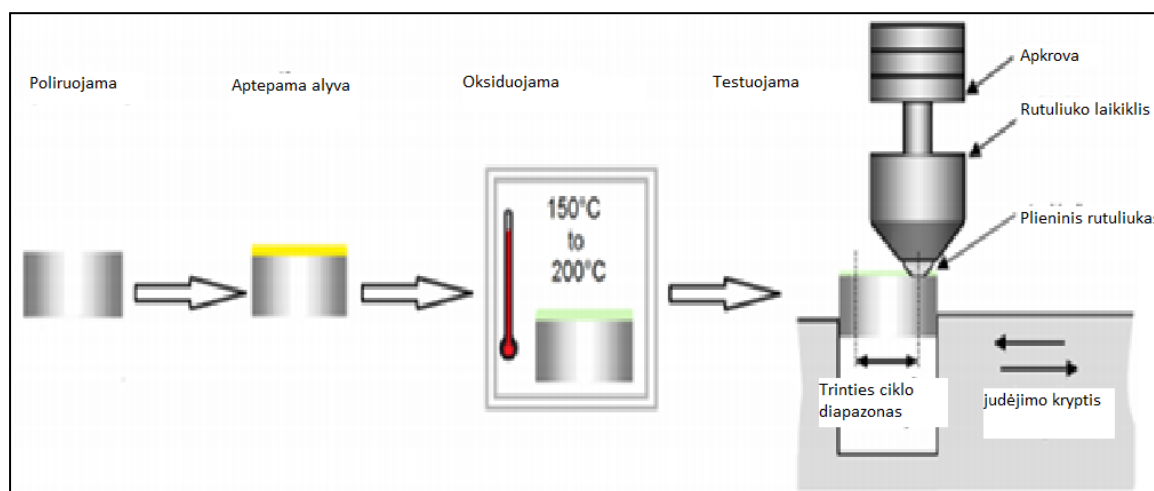 Poliruojama
Aptepama alyva
Oksiduojama
Testuojama
Apkrova
Rutuliuko laikiklis
Plieninis rutuliukas
150°C
to
200°C
Trinties ciklo
diapazonas
judėjimo kryptis